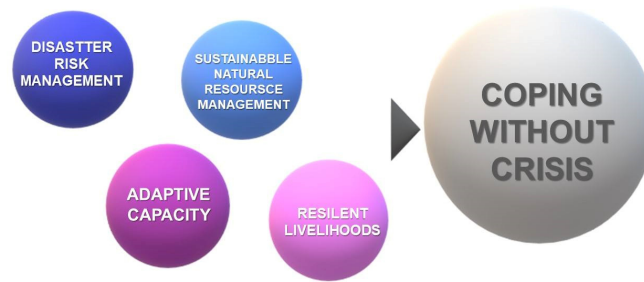 DISASTTER
RISK
MANAGEMENT
SUSTAINABBLE
NATURAL
RESOURSCE
MANAGEMENT
ADAPTIVE
CAPACITY
RESILENT
LIVELIHOODS
COPING
WITHOUT
CRISIS